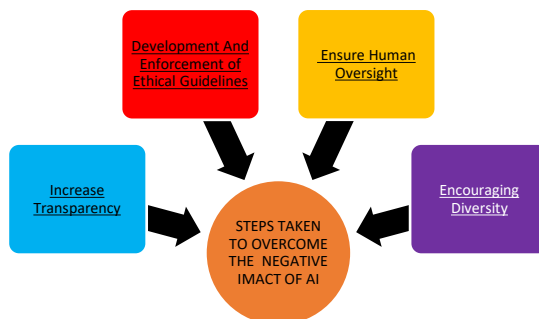 Development And
Enforcement of
Ethical Guidelines
Ensure Human
Oversight
Increase
Transparency
Encouraging
Diversity
STEPS TAKEN
TO OVERCOME
THE NEGATIVE
IMACT OF AI